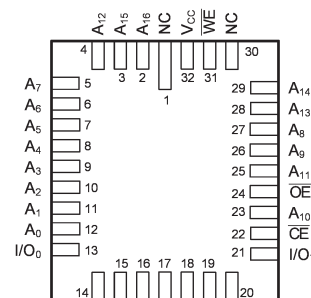 A12 A15 A16 NC VCC WE NC
4 3 2 1 32 31 30
A7 5
A6 6
A5 7
A4 8
A3 9
A2 10
A1 11
A0 12
I/O0 13
29 A14
28 A13
27 A8
26 A9
25 A11
24 OE
23 A10
22 CE
21 I/O
14 15 16 17 18 19 20